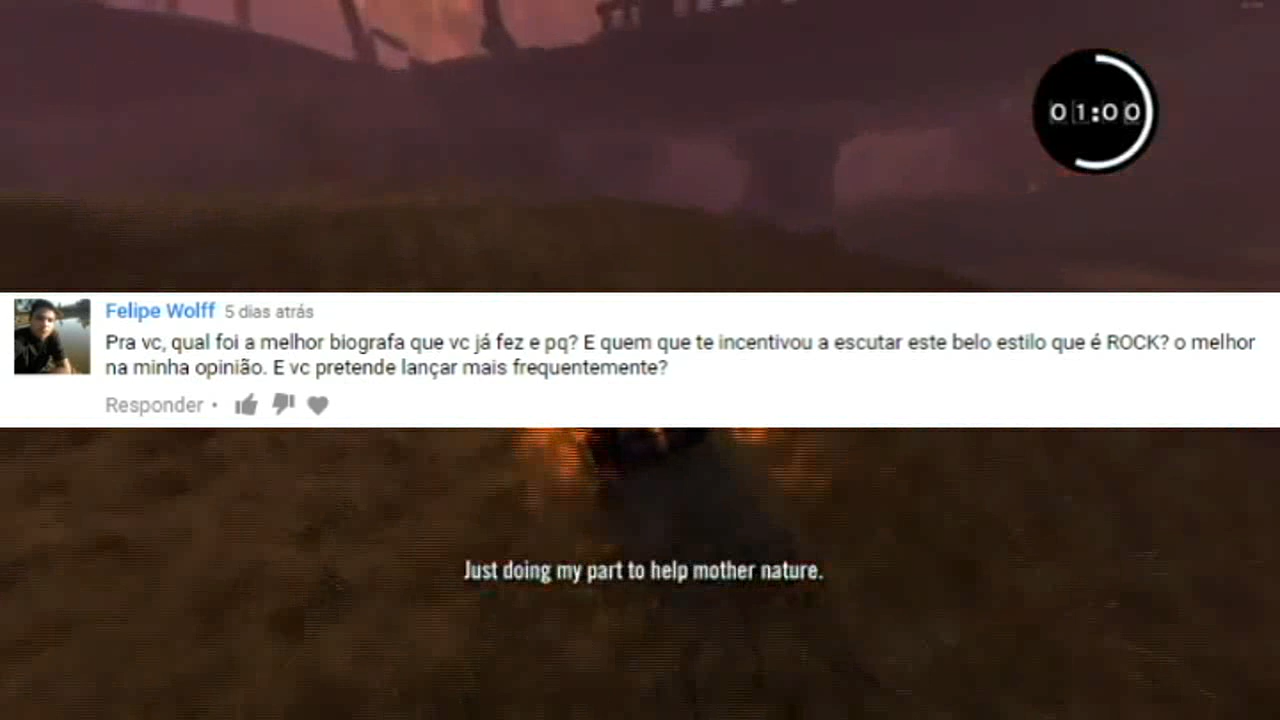 01:00
Felipe Wolff 5 dias atrás
Pra vc, qual foi a melhor biografa que vc já fez e pq? E quem que te incentivou a escutar este belo estilo que é ROCK? o melhor
na minha opinião. E vc pretende lançar mais frequentemente?
Responder •
Just doing my part to help mother nature.